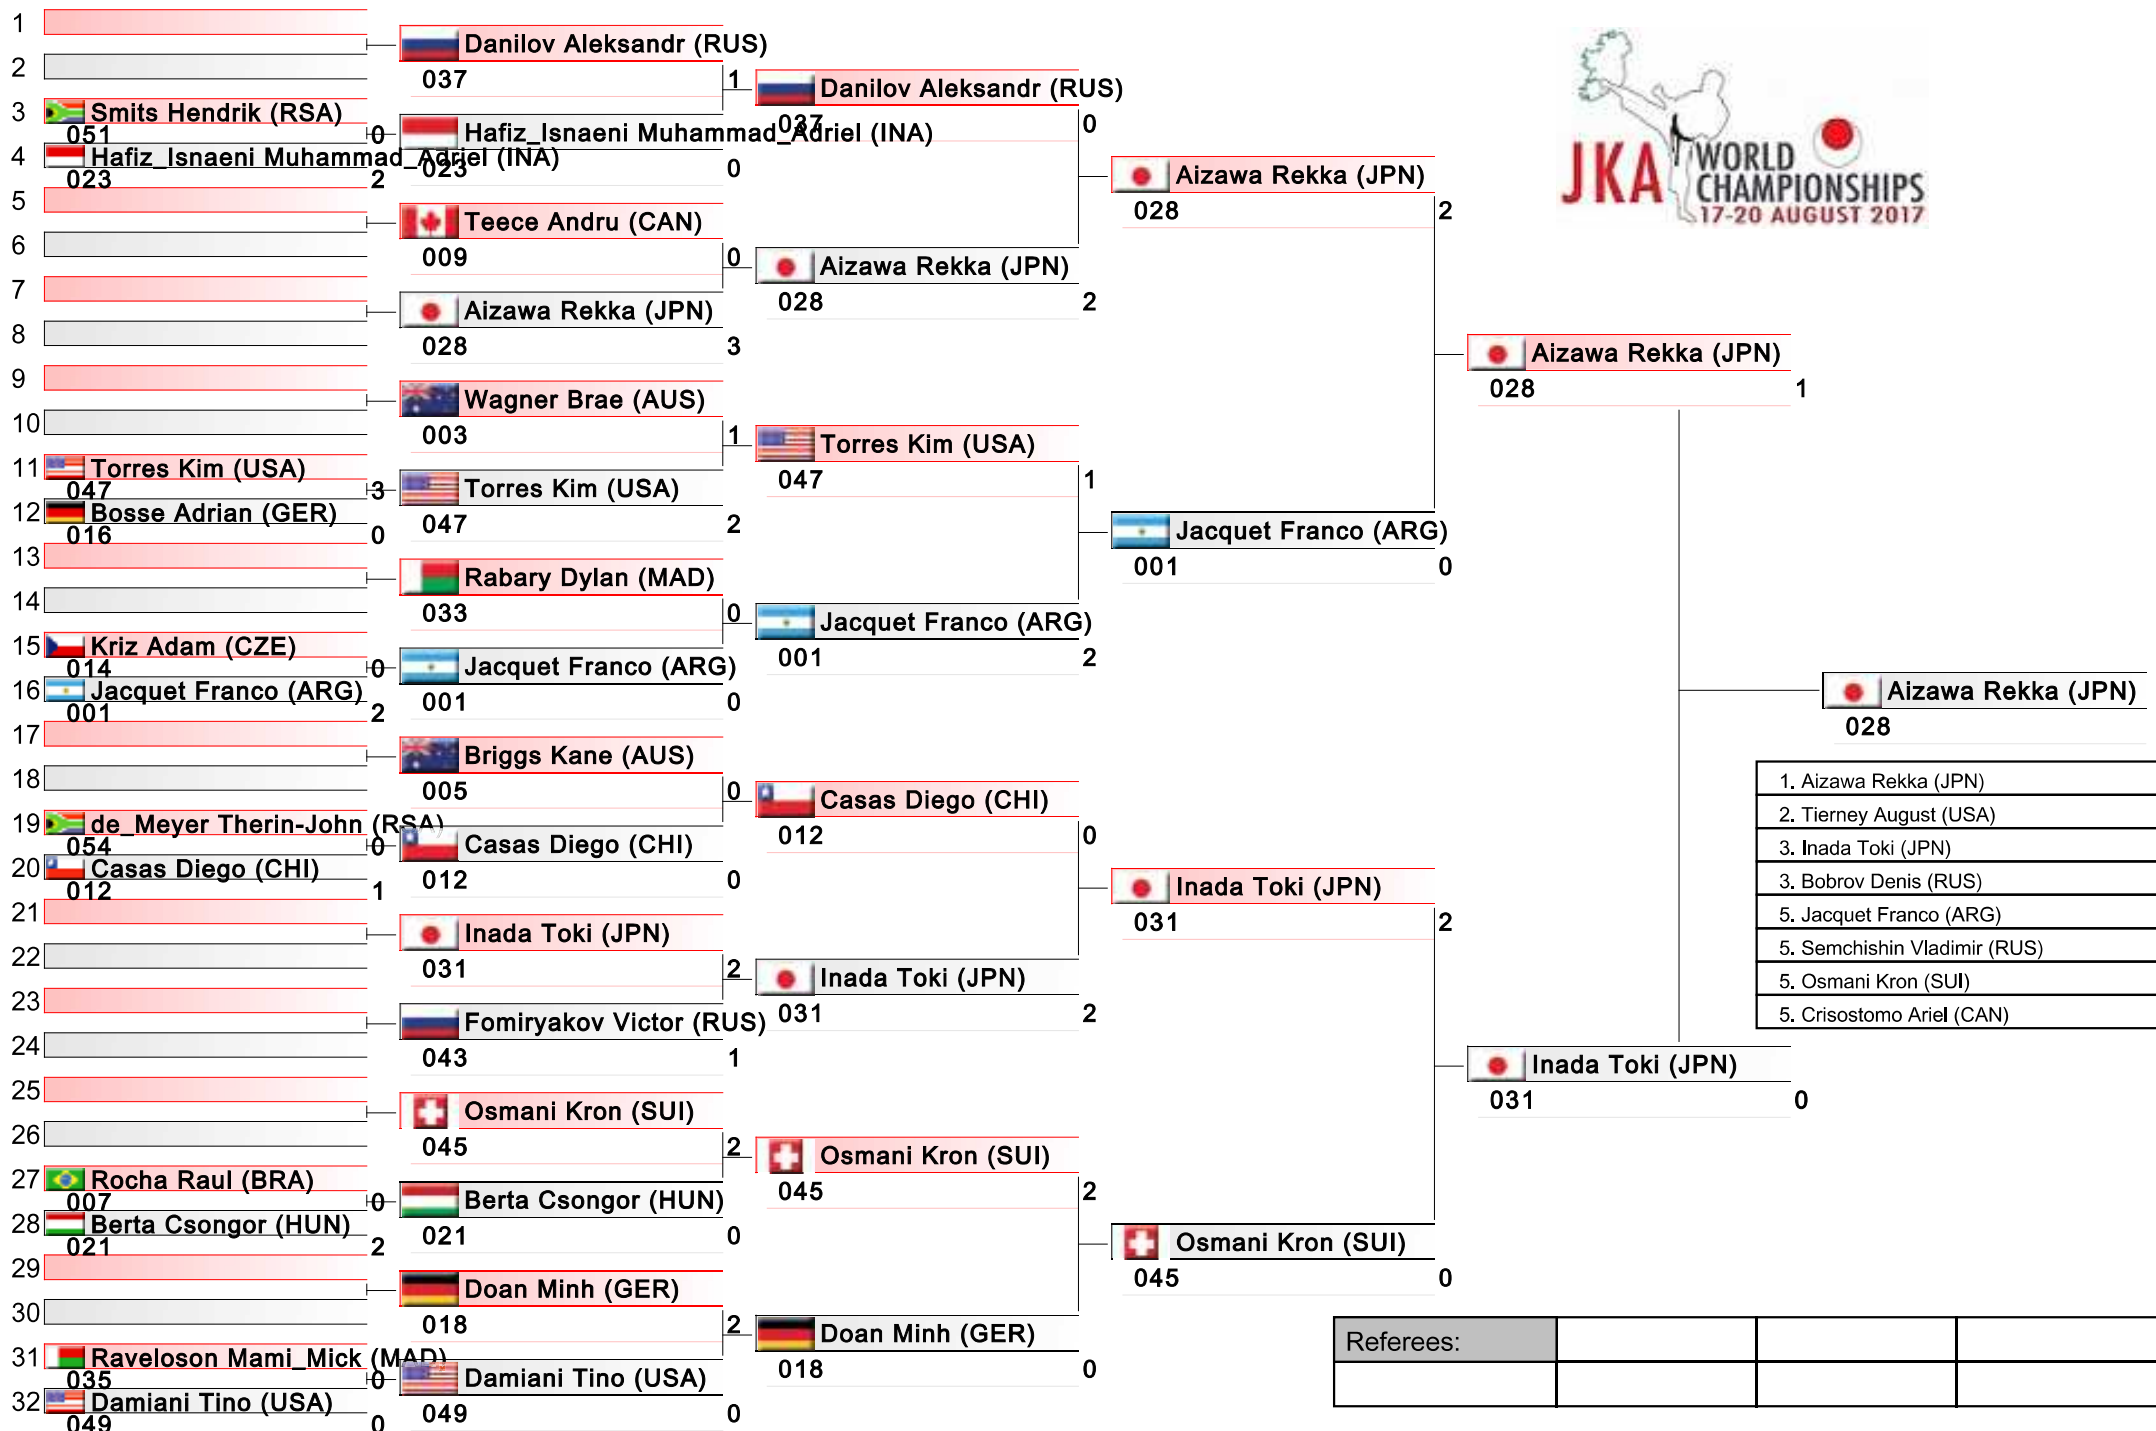 1
2
3 Smits Hendrik (RSA)
051 0
4 Hafiz_Isnaeni Muhammad_Adriel (INA)
023 2
5
6
7
8
9
10
11 Torres Kim (USA)
047 3
12 Bosse Adrian (GER)
016 0
13
14
15 Kriz Adam (CZE)
014 0
16 Jacquet Franco (ARG)
001 2
17
18
19 de_Meyer Therin-John (RSA)
054 0
20 Casas Diego (CHI)
012 1
21
22
23
24
25
26
27 Rocha Raul (BRA)
007 0
28 Berta Csongor (HUN)
021 2
29
30
31 Raveloson Mami_Mick (MAD)
035 0
32 Damiani Tino (USA)
049 0
Danilov Aleksandr (RUS)
037 1
Hafiz_Isnaeni Muhammad_Adriel (INA)
023 0
Teece Andru (CAN)
009 0
Aizawa Rekka (JPN)
028 3
Wagner Brae (AUS)
003 1
Torres Kim (USA)
047 2
Rabary Dylan (MAD)
033 0
Jacquet Franco (ARG)
001 0
Briggs Kane (AUS)
005 0
Casas Diego (CHI)
012 0
Inada Toki (JPN)
031 2
Fomiryakov Victor (RUS)
043 1
Osmani Kron (SUI)
045 2
Berta Csongor (HUN)
021 0
Doan Minh (GER)
018 2
Damiani Tino (USA)
049 0
Danilov Aleksandr (RUS)
037 0
Aizawa Rekka (JPN)
028 2
Torres Kim (USA)
047 1
Jacquet Franco (ARG)
001 2
Casas Diego (CHI)
012 0
Inada Toki (JPN)
031 2
Osmani Kron (SUI)
045 2
Doan Minh (GER)
018 0
Aizawa Rekka (JPN)
028 2
Jacquet Franco (ARG)
001 0
Inada Toki (JPN)
031 2
Osmani Kron (SUI)
045 0
Aizawa Rekka (JPN)
028 1
Inada Toki (JPN)
031 0
JKA WORLD
CHAMPIONSHIPS
17-20 AUGUST 2017
Aizawa Rekka (JPN)
028
1. Aizawa Rekka (JPN)
2. Tierney August (USA)
3. Inada Toki (JPN)
3. Bobrov Denis (RUS)
5. Jacquet Franco (ARG)
5. Semchishin Vladimir (RUS)
5. Osmani Kron (SUI)
5. Crisostomo Ariel (CAN)
Referees: